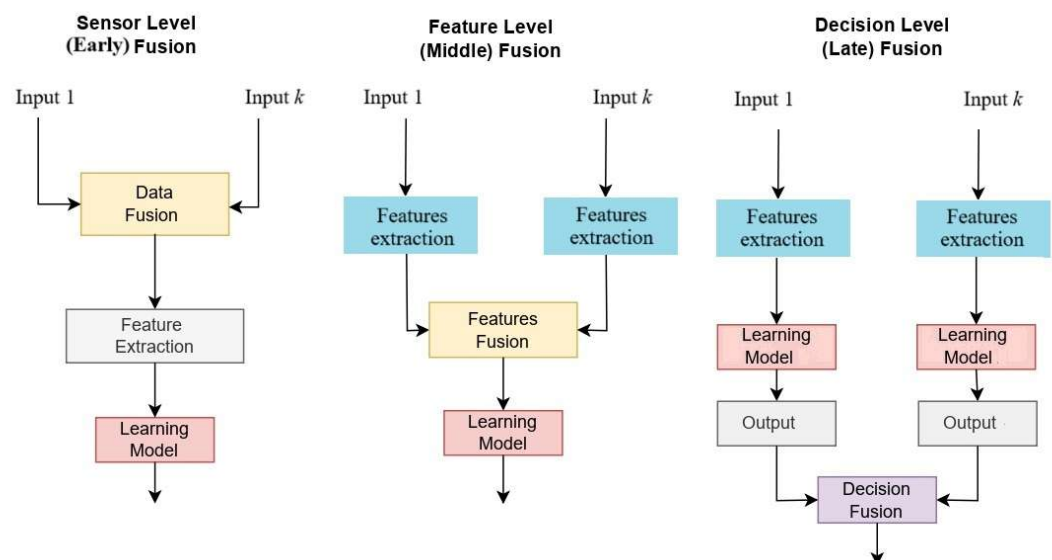 Sensor Level
(Early) Fusion
Input 1
Input k
Data
Fusion
Feature
Extraction
Learning
Model
Feature Level
(Middle) Fusion
Input 1
Input k
Features
extraction
Features
extraction
Features
Fusion
Learning
Model
Decision Level
(Late) Fusion
Input 1
Input k
Features
extraction
Features
extraction
Learning
Model
Learning
Model
Output
Output
Decision
Fusion